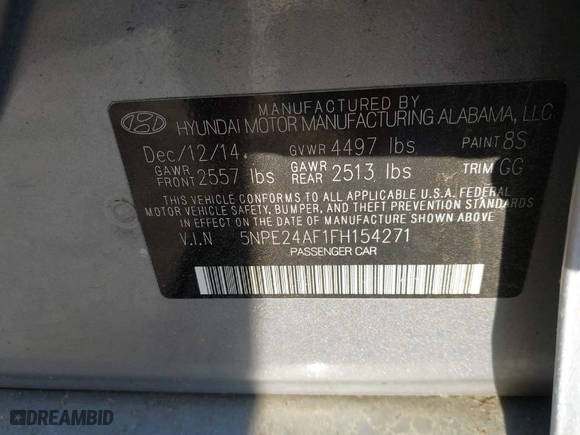 MANUFACTURED BY
HYUNDAI MOTOR MANUFACTURING ALABAMA, LLC
Dec/12/14. GVWR 4497 lbs PAINT 8S
GAWR FRONT 2557 lbs GAWR REAR 2513 lbs TRIM GG
THIS VEHICLE CONFORMS TO ALL APPLICABLE U.S.A. FEDERAL
MOTOR VEHICLE SAFETY, BUMPER, AND THEFT PREVENTION STANDARDS
IN EFFECT ON THE DATE OF MANUFACTURE SHOWN ABOVE.
V.I.N 5NPE24AF1FH154271
PASSENGER CAR
DREAMBID